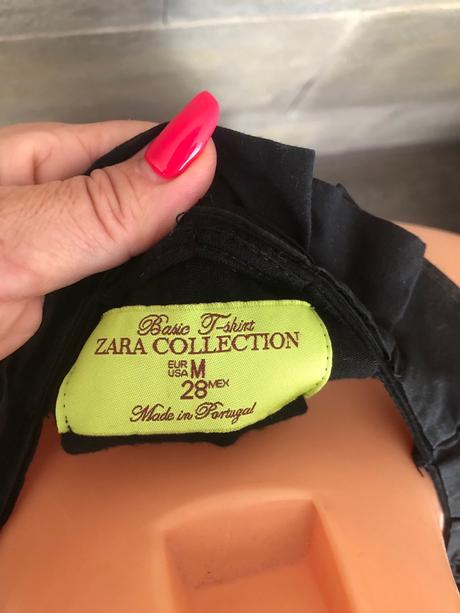 Basic T-shirt
ZARA COLLECTION
EUR USA M
28 MEX
Made in Portugal